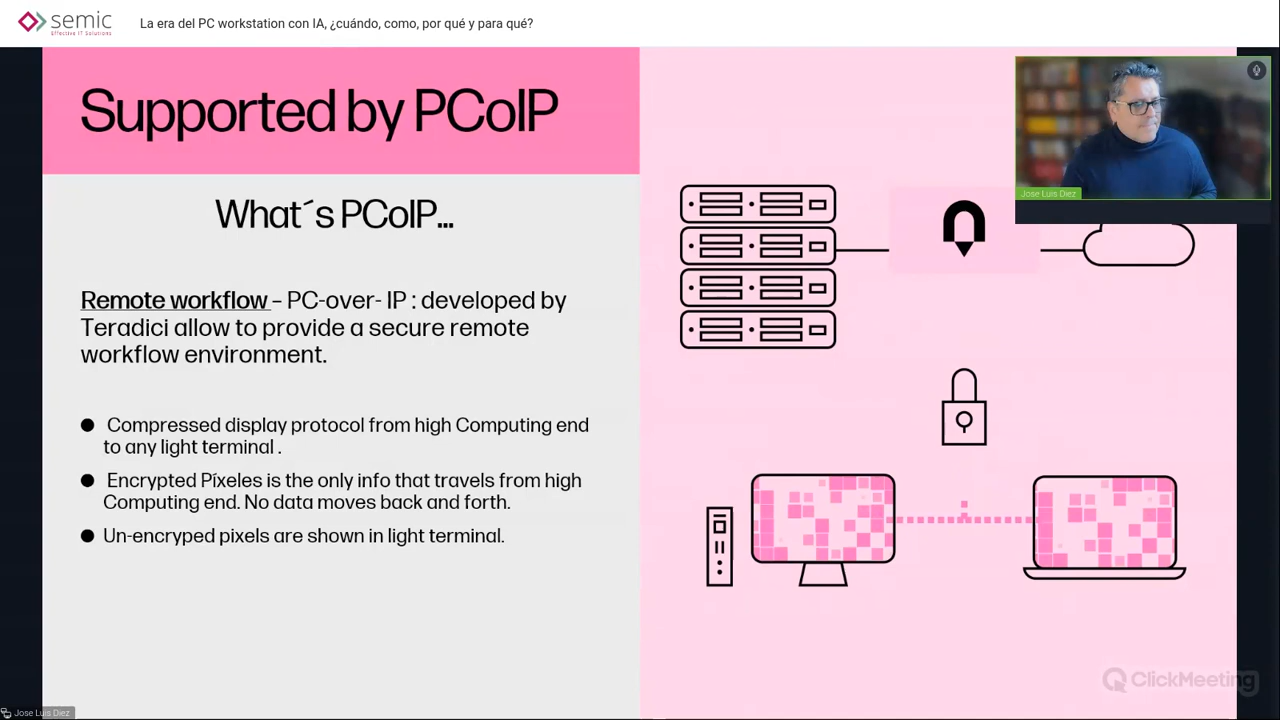 semic
Effective IT Solutions
La era del PC workstation con IA, ¿cuándo, como, por qué y para qué?
Supported by PCoIP
What´s PCoIP...
Remote workflow – PC-over- IP : developed by
Teradici allow to provide a secure remote
workflow environment.
● Compressed display protocol from high Computing end
to any light terminal .
● Encrypted Píxeles is the only info that travels from high
Computing end. No data moves back and forth.
● Un-encryped pixels are shown in light terminal.
Jose Luis Diez
ClickMeeting
Jose Luis Diez